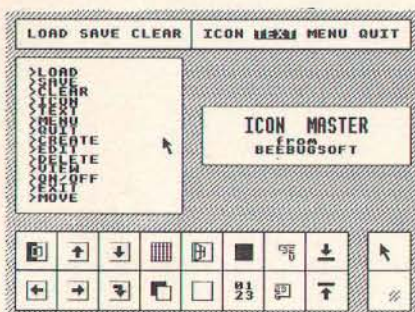 LOAD SAVE CLEAR ICON TEXT MENU QUIT
>LOAD
>SAVE
>CLEAR
>ICON
>TEXT
>MENU
>QUIT
>CREATE
>EDIT
>DELETE
>VIEW
>ON/OFF
>EXIT
>MOVE
ICON MASTER
from
BEEBUGSOFT
01
23